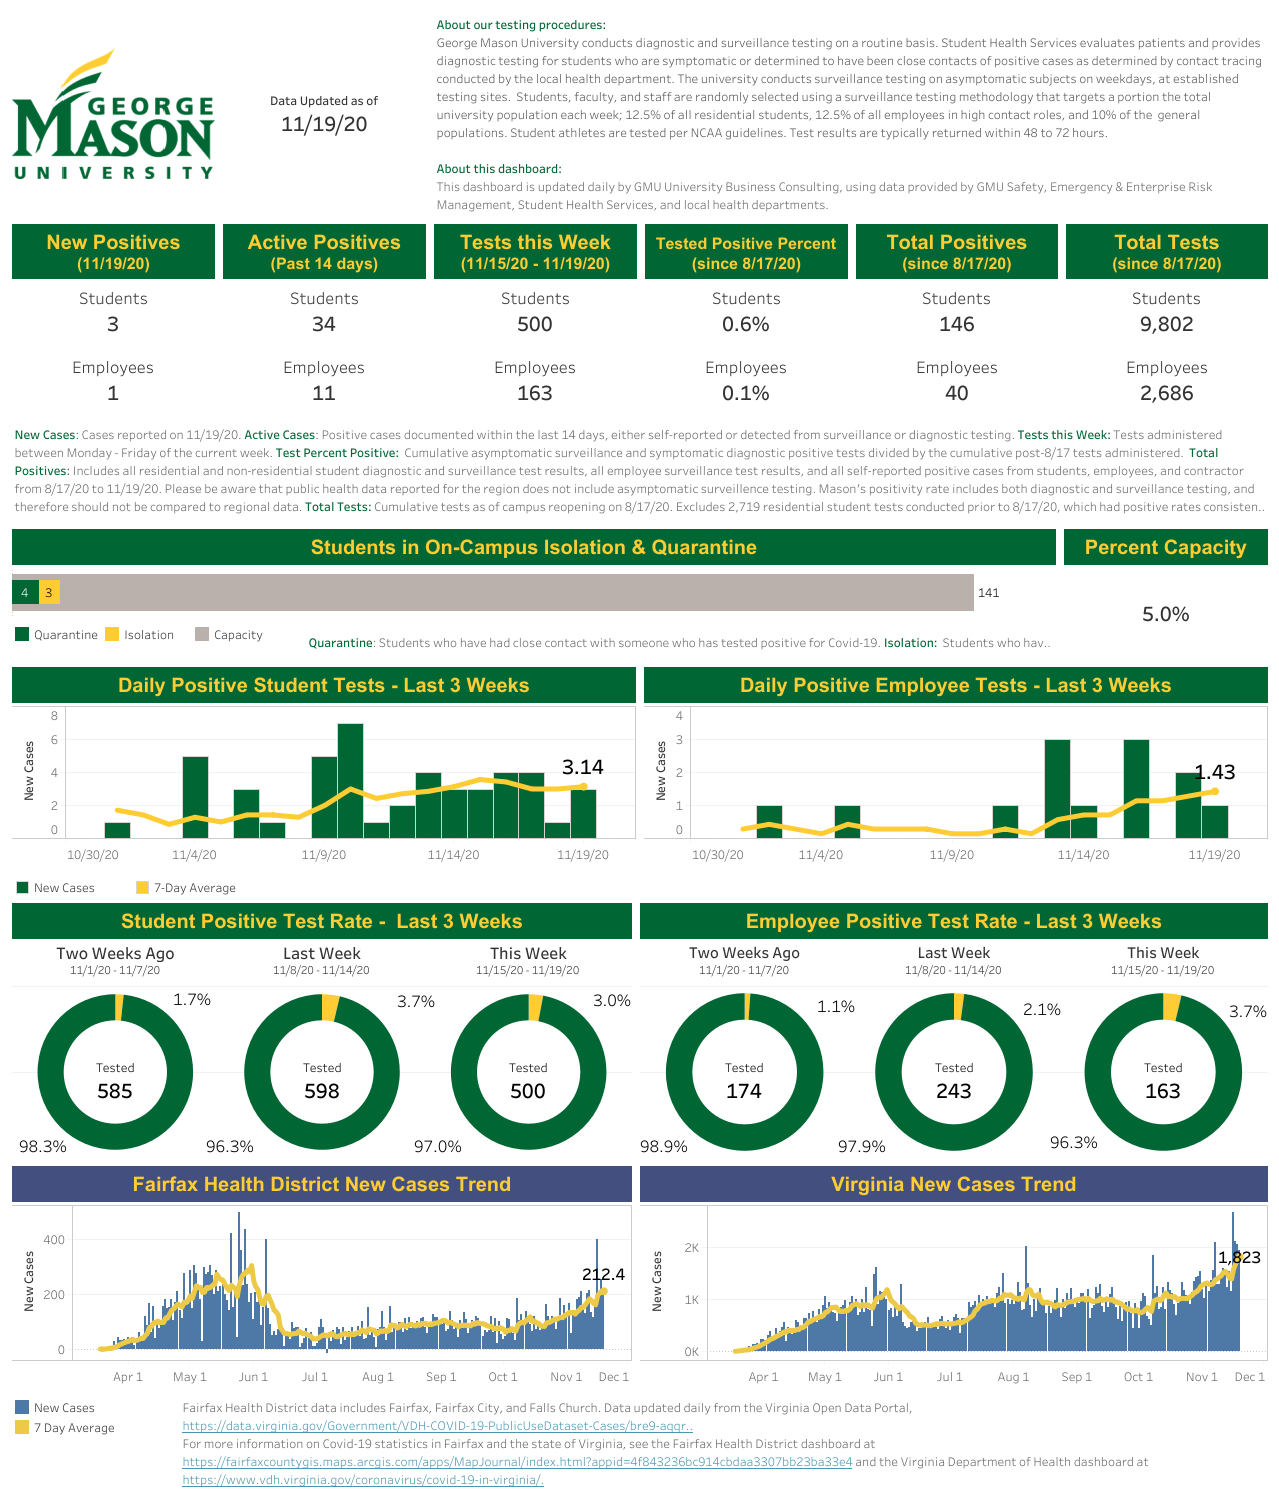 About our testing procedures:
George Mason University conducts diagnostic and surveillance testing on a routine basis. Student Health Services evaluates patients and provides
diagnostic testing for students who are symptomatic or determined to have been close contacts of positive cases as determined by contact tracing
conducted by the local health department. The university conducts surveillance testing on asymptomatic subjects on weekdays, at established
testing sites. Students, faculty, and staff are randomly selected using a surveillance testing methodology that targets a portion the total
university population each week; 12.5% of all residential students, 12.5% of all employees in high contact roles, and 10% of the general
populations. Student athletes are tested per NCAA guidelines. Test results are typically returned within 48 to 72 hours.
GEORGE
MASON
UNIVERSITY
Data Updated as of
11/19/20
About this dashboard:
This dashboard is updated daily by GMU University Business Consulting, using data provided by GMU Safety, Emergency & Enterprise Risk
Management, Student Health Services, and local health departments.
New Positives Active Positives Tests this Week Tested Positive Percent Total Positives Total Tests
(11/19/20) (Past 14 days) (11/15/20 - 11/19/20) (since 8/17/20) (since 8/17/20) (since 8/17/20)
Students Students Students Students Students Students
3 34 500 0.6% 146 9,802
Employees Employees Employees Employees Employees Employees
1 11 163 0.1% 40 2,686
New Cases: Cases reported on 11/19/20. Active Cases: Positive cases documented within the last 14 days, either self-reported or detected from surveillance or diagnostic testing. Tests this Week: Tests administered
between Monday - Friday of the current week. Test Percent Positive: Cumulative asymptomatic surveillance and symptomatic diagnostic positive tests divided by the cumulative post-8/17 tests administered. Total
Positives: Includes all residential and non-residential student diagnostic and surveillance test results, all employee surveillance test results, and all self-reported positive cases from students, employees, and contractor
from 8/17/20 to 11/19/20. Please be aware that public health data reported for the region does not include asymptomatic surveillence testing. Mason's positivity rate includes both diagnostic and surveillance testing, and
therefore should not be compared to regional data. Total Tests: Cumulative tests as of campus reopening on 8/17/20. Excludes 2,719 residential student tests conducted prior to 8/17/20, which had positive rates consisten..
Students in On-Campus Isolation & Quarantine Percent Capacity
4 3 141
5.0%
Quarantine Isolation Capacity
Quarantine: Students who have had close contact with someone who has tested positive for Covid-19. Isolation: Students who hav..
Daily Positive Student Tests - Last 3 Weeks
New Cases
8
6
4
2
0
3.14
10/30/20 11/4/20 11/9/20 11/14/20 11/19/20
Daily Positive Employee Tests - Last 3 Weeks
New Cases
4
3
2
1
0
1.43
10/30/20 11/4/20 11/9/20 11/14/20 11/19/20
New Cases 7-Day Average
Student Positive Test Rate - Last 3 Weeks
Two Weeks Ago Last Week This Week
11/1/20 - 11/7/20 11/8/20 - 11/14/20 11/15/20 - 11/19/20
1.7% 3.7% 3.0%
Tested Tested Tested
585 598 500
98.3% 96.3% 97.0%
Employee Positive Test Rate - Last 3 Weeks
Two Weeks Ago Last Week This Week
11/1/20 - 11/7/20 11/8/20 - 11/14/20 11/15/20 - 11/19/20
1.1% 2.1% 3.7%
Tested Tested Tested
174 243 163
98.9% 97.9% 96.3%
Fairfax Health District New Cases Trend
New Cases
400
200
0
212.4
Apr 1 May 1 Jun 1 Jul 1 Aug 1 Sep 1 Oct 1 Nov 1 Dec 1
Virginia New Cases Trend
New Cases
2K
1K
0K
1,823
Apr 1 May 1 Jun 1 Jul 1 Aug 1 Sep 1 Oct 1 Nov 1 Dec 1
New Cases
7 Day Average
Fairfax Health District data includes Fairfax, Fairfax City, and Falls Church. Data updated daily from the Virginia Open Data Portal,
https://data.virginia.gov/Government/VDH-COVID-19-PublicUseDataset-Cases/bre9-aqqr..
For more information on Covid-19 statistics in Fairfax and the state of Virginia, see the Fairfax Health District dashboard at
https://fairfaxcountygis.maps.arcgis.com/apps/MapJournal/index.html?appid=4f843236bc914cbdaa3307bb23ba33e4 and the Virginia Department of Health dashboard at
https://www.vdh.virginia.gov/coronavirus/covid-19-in-virginia/.